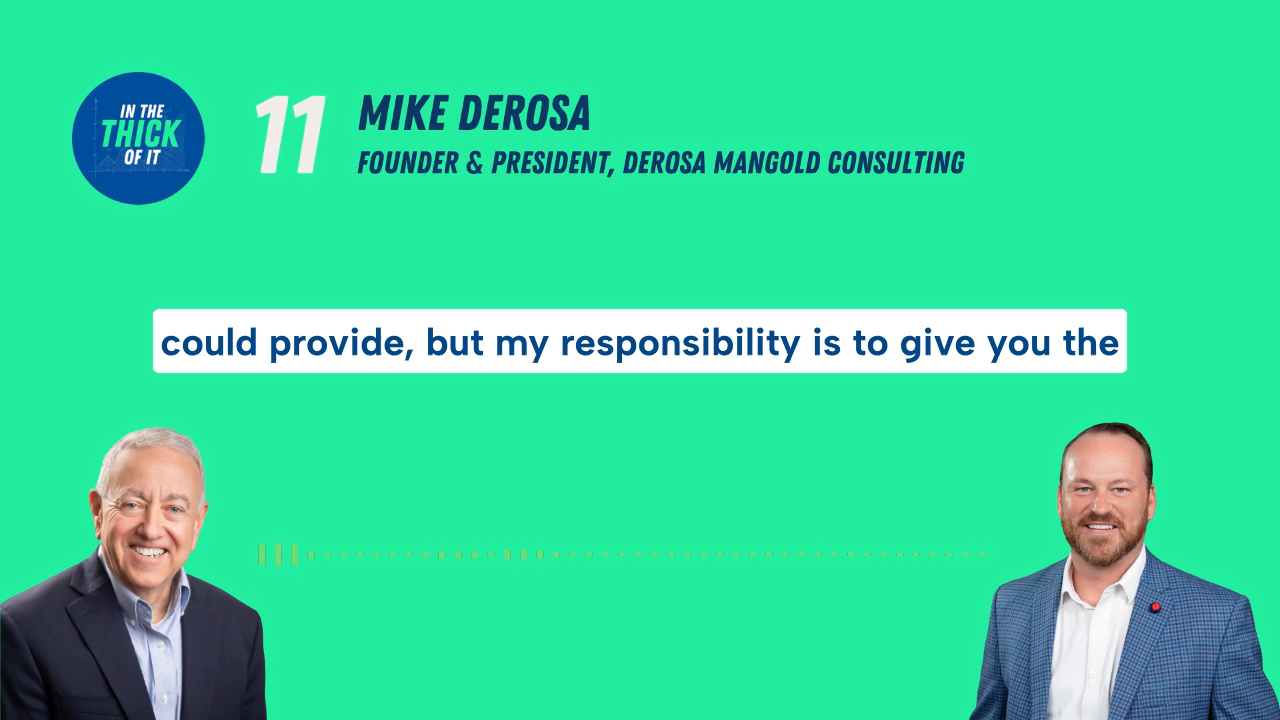 IN THE
THICK
OF IT
11
MIKE DEROSA
FOUNDER & PRESIDENT, DEROSA MANGOLD CONSULTING
could provide, but my responsibility is to give you the